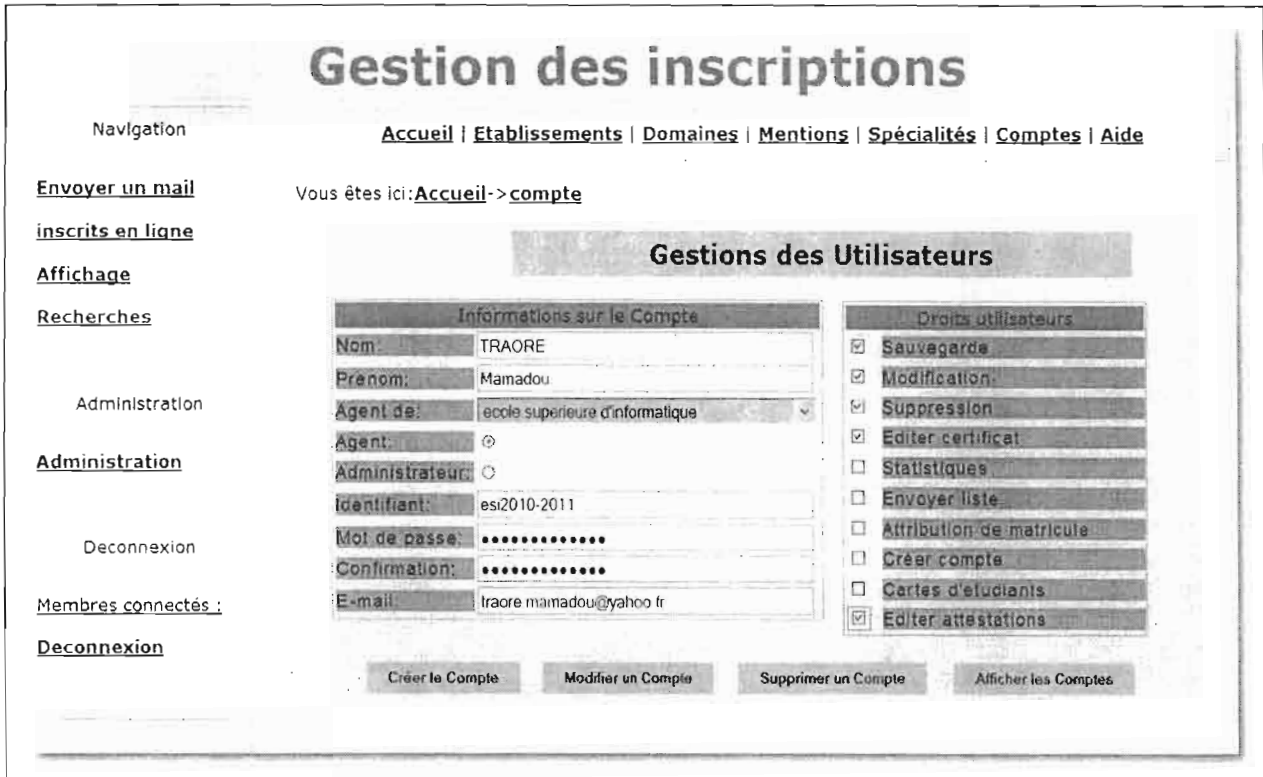 Gestion des inscriptions
Navigation
Accueil | Etablissements | Domaines | Mentions | Spécialités | Comptes | Aide
Envoyer un mail
inscrits en ligne
Affichage
Recherches
Administration
Administration
Deconnexion
Membres connectés :
Deconnexion
Vous êtes ici:Accueil->compte
Gestions des Utilisateurs
Informations sur le Compte
Nom: TRAORE
Prenom: Mamadou
Agent de: ecole superieure d'informatique
Agent:
Administrateur:
Identifiant: esi2010-2011
Mot de passe: •••••••••••••
Confirmation: •••••••••••••
E-mail: traore mamadou@yahoo fr
Droits utilisateurs
Sauvegarde
Modification
Suppression
Editer certificat
Statistiques
Envoyer liste
Attribution de matricule
Créer compte
Cartes d'etudiants
Editer attestations
Créer le Compte
Modifier un Compte
Supprimer un Compte
Afficher les Comptes